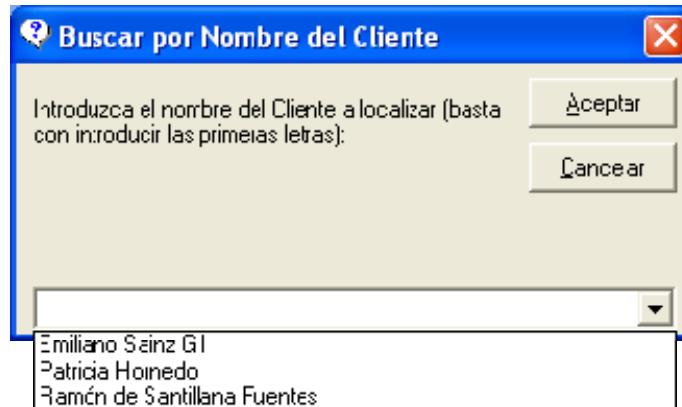 Buscar por Nombre del Cliente
Introduzca el nombre del Cliente a localizar (basta
con introducir las primeras letras):
Aceptar
Cancelar
Emiliano Sainz Gil
Patricia Hornedo
Ramón de Santillana Fuentes